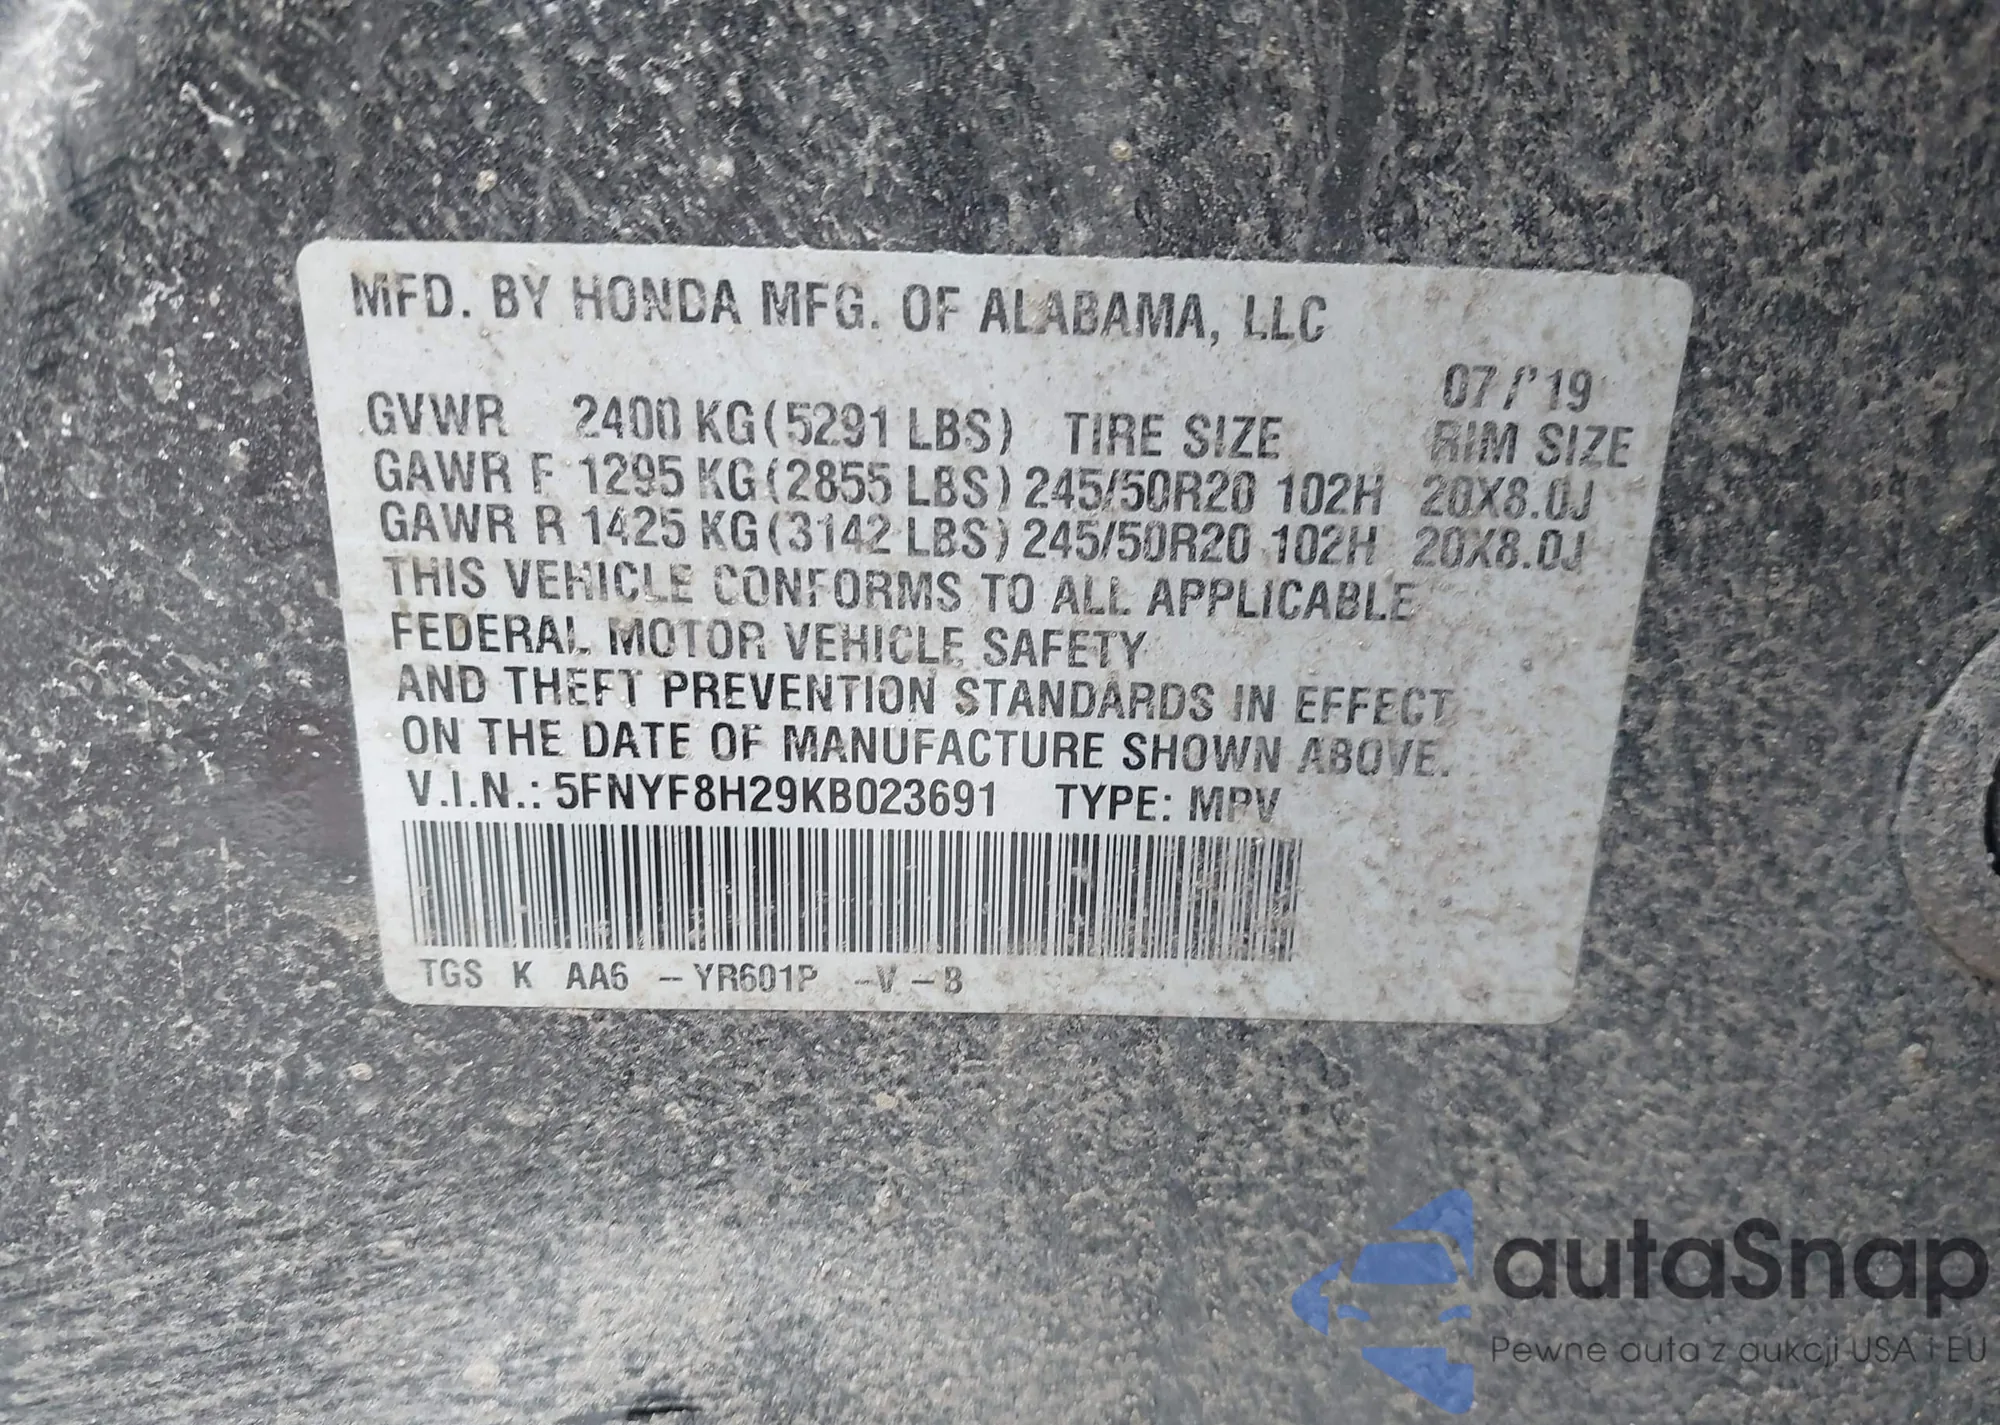 MFD. BY HONDA MFG. OF ALABAMA, LLC
07/'19
GVWR 2400 KG (5291 LBS) TIRE SIZE RIM SIZE
GAWR F 1295 KG (2855 LBS) 245/50R20 102H 20X8.0J
GAWR R 1425 KG (3142 LBS) 245/50R20 102H 20X8.0J
THIS VEHICLE CONFORMS TO ALL APPLICABLE
FEDERAL MOTOR VEHICLE SAFETY
AND THEFT PREVENTION STANDARDS IN EFFECT
ON THE DATE OF MANUFACTURE SHOWN ABOVE.
V.I.N.: 5FNYF8H29KB023691 TYPE: MPV
TGS K AA6 -YR601P -V -B
autaSnap
Pewne auta z aukcji USA i EU